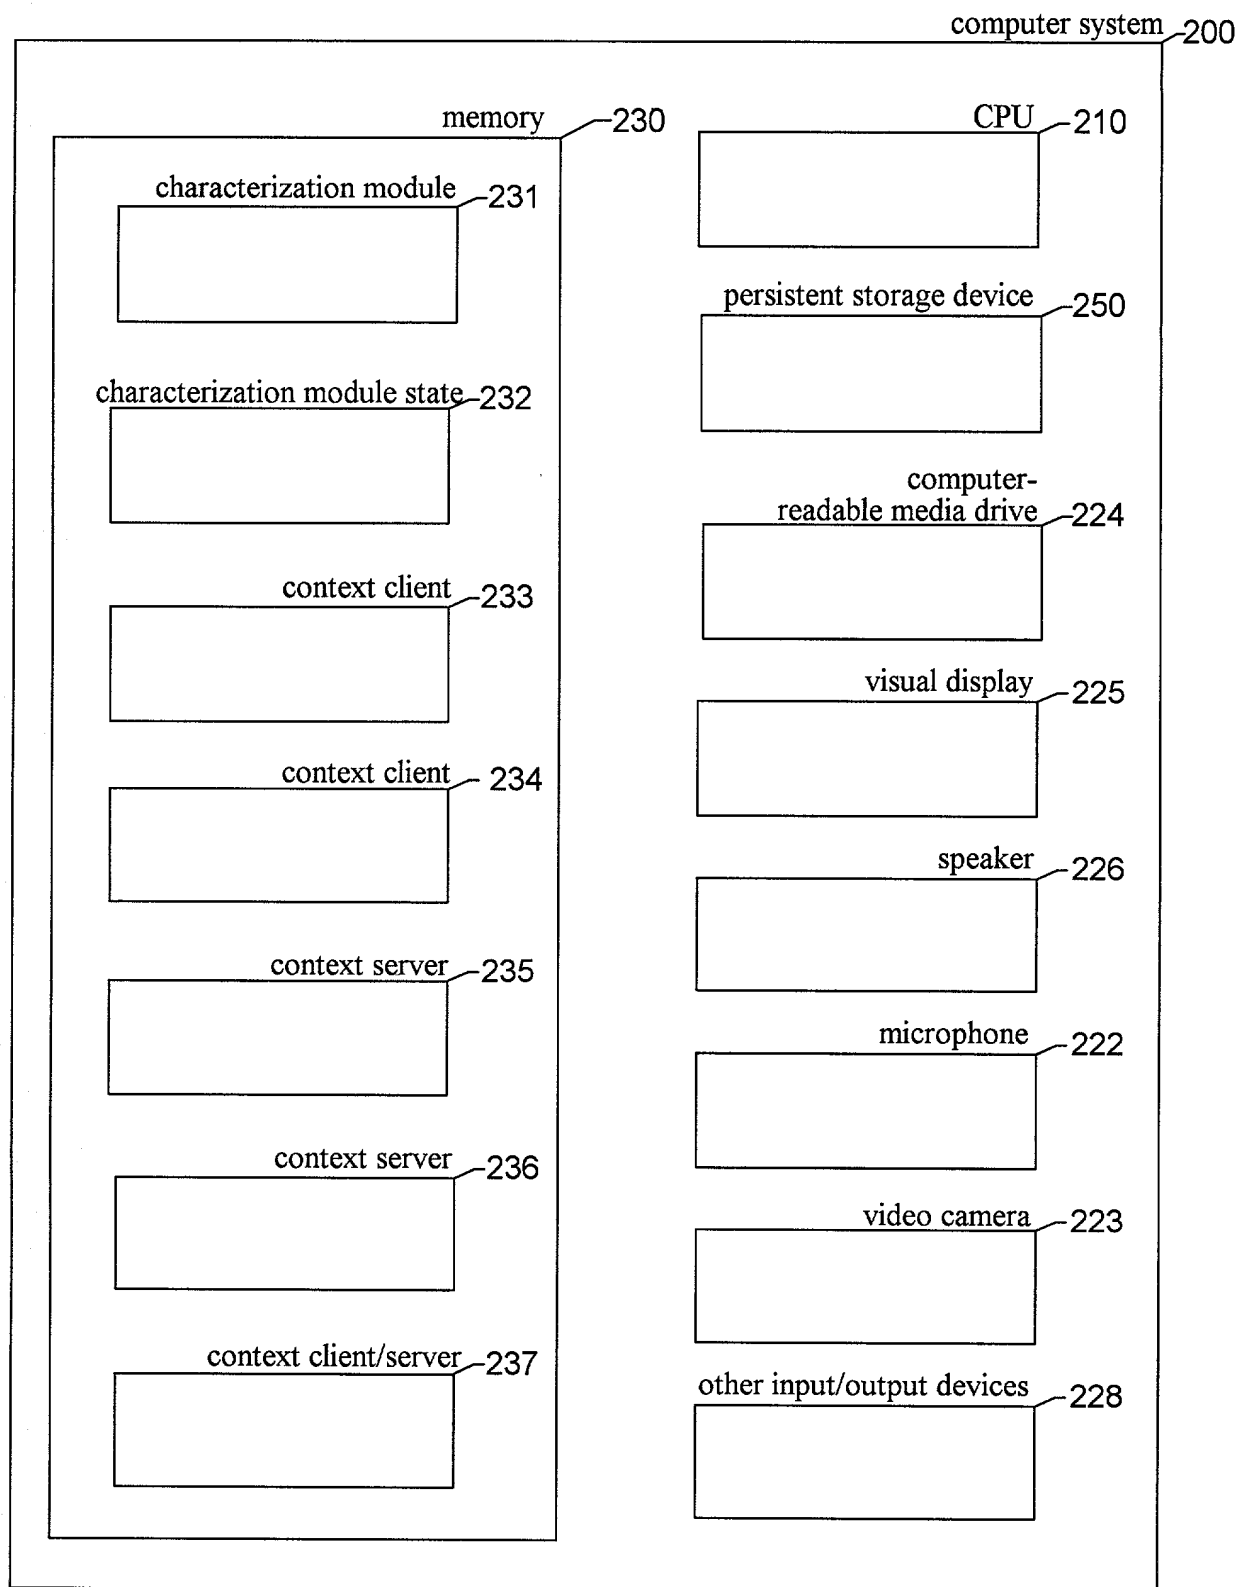 computer system 200
memory 230
characterization module 231
characterization module state 232
context client 233
context client 234
context server 235
context server 236
context client/server 237
CPU 210
persistent storage device 250
computer-
readable media drive 224
visual display 225
speaker 226
microphone 222
video camera 223
other input/output devices 228